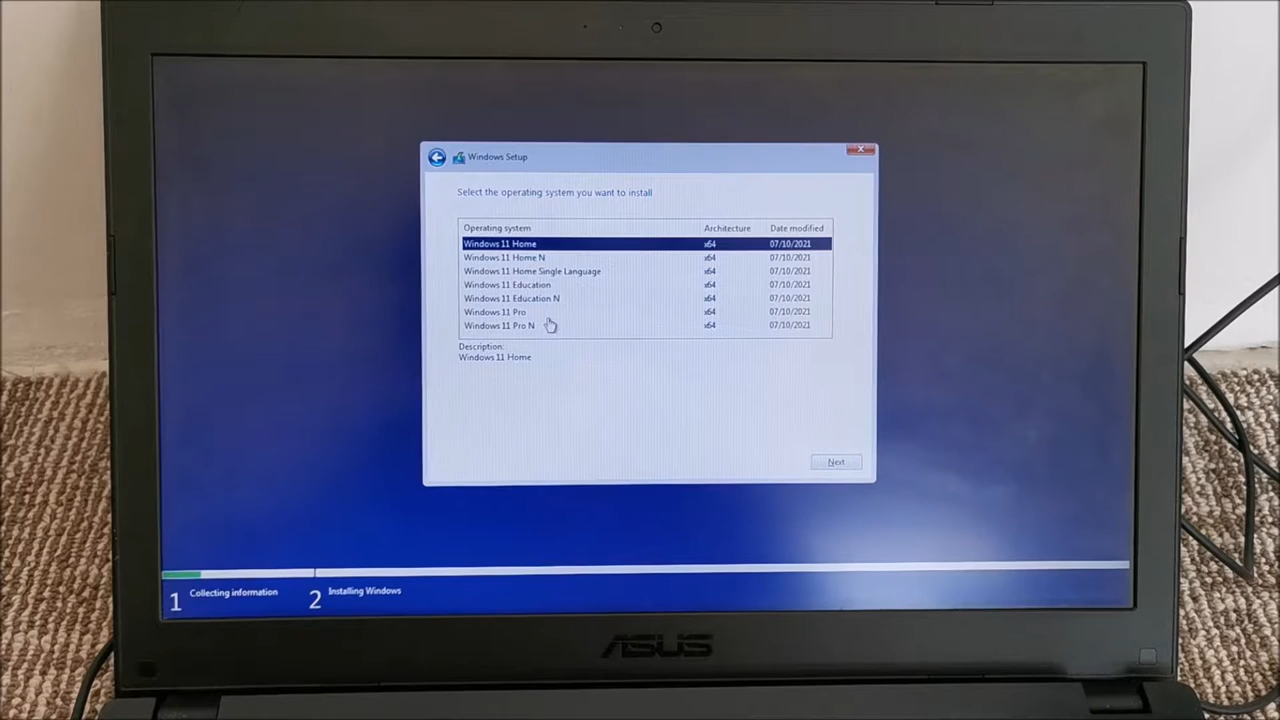 Windows Setup
Select the operating system you want to install
Operating system Architecture Date modified
Windows 11 Home x64 07/10/2021
Windows 11 Home N x64 07/10/2021
Windows 11 Home Single Language x64 07/10/2021
Windows 11 Education x64 07/10/2021
Windows 11 Education N x64 07/10/2021
Windows 11 Pro x64 07/10/2021
Windows 11 Pro N x64 07/10/2021
Description:
Windows 11 Home
Next
1 Collecting information 2 Installing Windows
ASUS